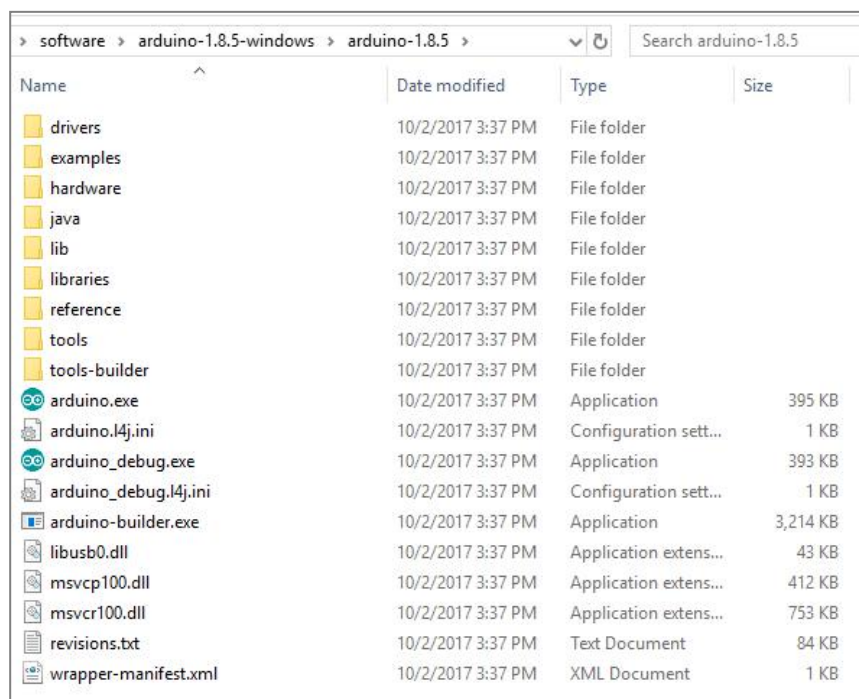 › software › arduino-1.8.5-windows › arduino-1.8.5 › Search arduino-1.8.5
Name Date modified Type Size
drivers 10/2/2017 3:37 PM File folder
examples 10/2/2017 3:37 PM File folder
hardware 10/2/2017 3:37 PM File folder
java 10/2/2017 3:37 PM File folder
lib 10/2/2017 3:37 PM File folder
libraries 10/2/2017 3:37 PM File folder
reference 10/2/2017 3:37 PM File folder
tools 10/2/2017 3:37 PM File folder
tools-builder 10/2/2017 3:37 PM File folder
arduino.exe 10/2/2017 3:37 PM Application 395 KB
arduino.l4j.ini 10/2/2017 3:37 PM Configuration sett... 1 KB
arduino_debug.exe 10/2/2017 3:37 PM Application 393 KB
arduino_debug.l4j.ini 10/2/2017 3:37 PM Configuration sett... 1 KB
arduino-builder.exe 10/2/2017 3:37 PM Application 3,214 KB
libusb0.dll 10/2/2017 3:37 PM Application extens... 43 KB
msvcp100.dll 10/2/2017 3:37 PM Application extens... 412 KB
msvcr100.dll 10/2/2017 3:37 PM Application extens... 753 KB
revisions.txt 10/2/2017 3:37 PM Text Document 84 KB
wrapper-manifest.xml 10/2/2017 3:37 PM XML Document 1 KB